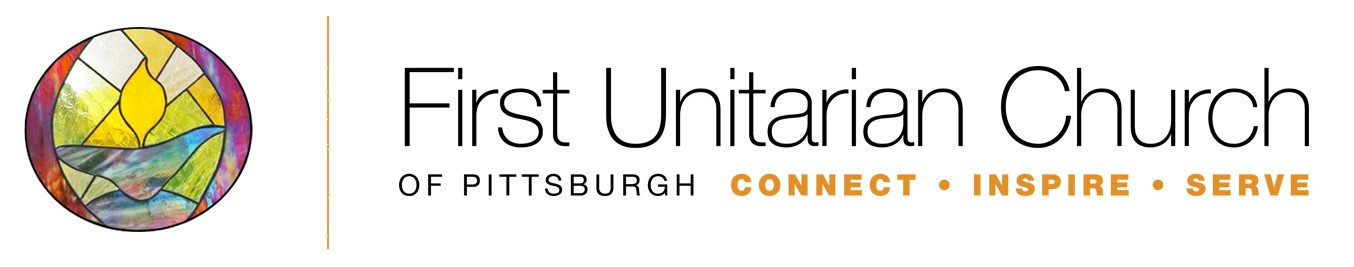 First Unitarian Church
OF PITTSBURGH CONNECT • INSPIRE • SERVE